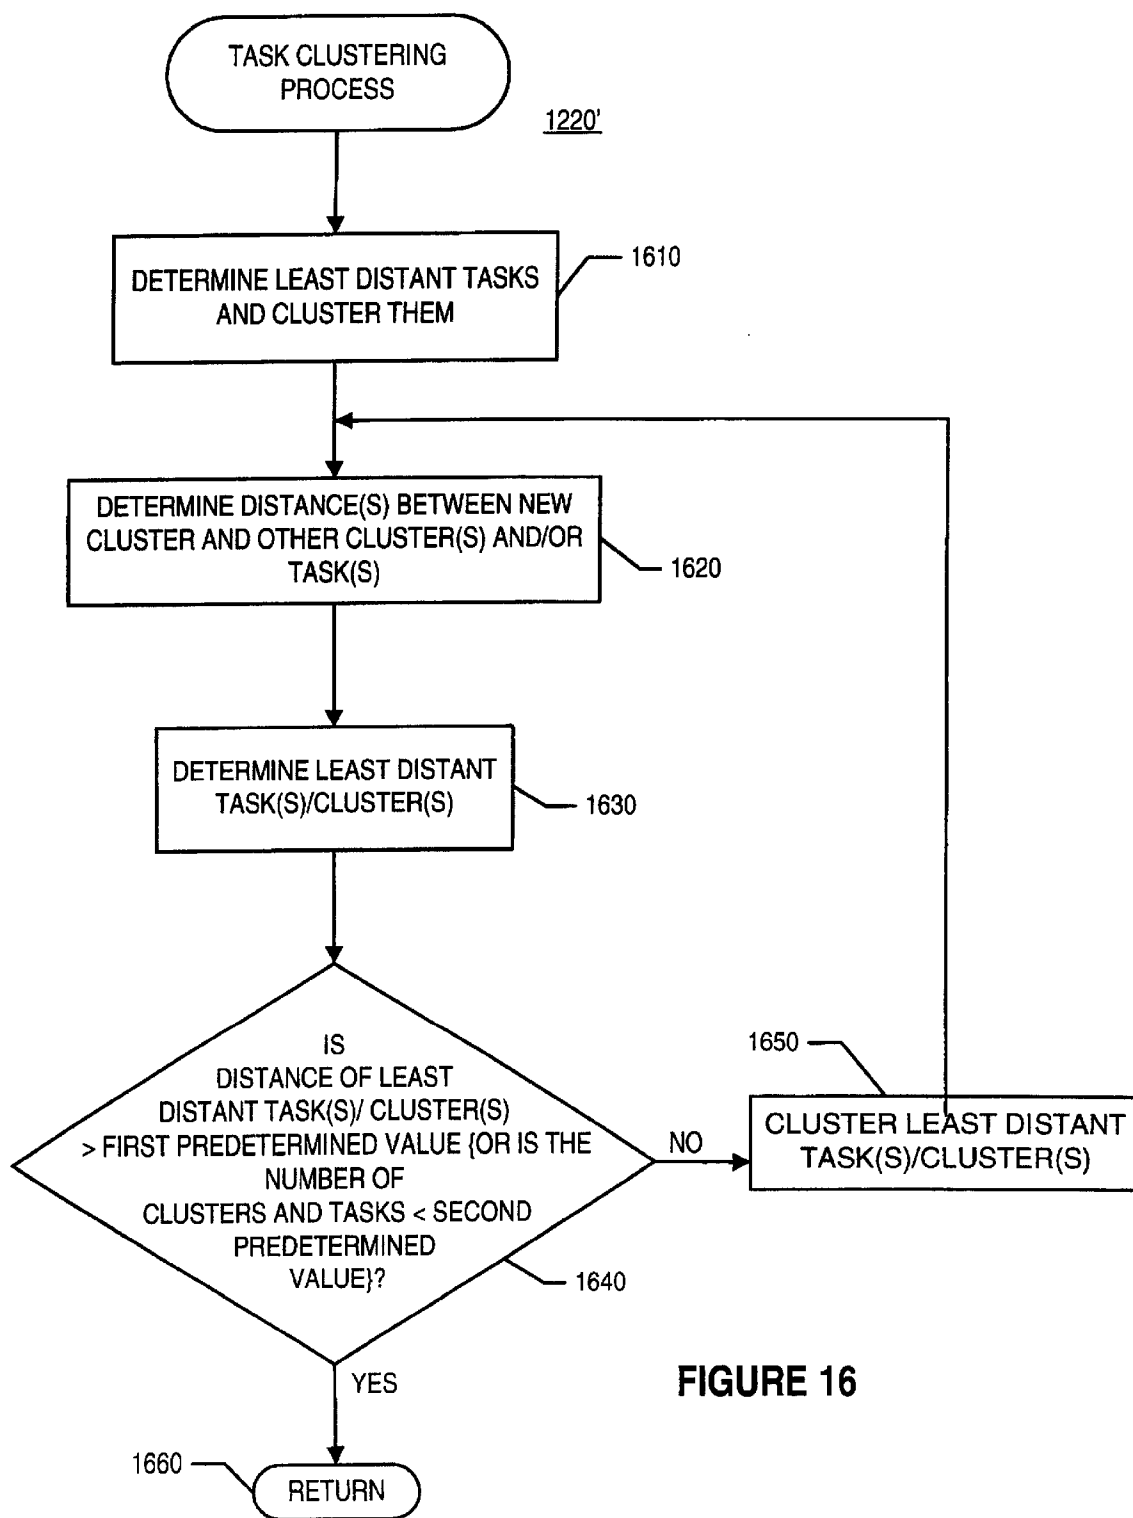 TASK CLUSTERING
PROCESS
1220'
DETERMINE LEAST DISTANT TASKS
AND CLUSTER THEM
1610
DETERMINE DISTANCE(S) BETWEEN NEW
CLUSTER AND OTHER CLUSTER(S) AND/OR
TASK(S)
1620
DETERMINE LEAST DISTANT
TASK(S)/CLUSTER(S)
1630
IS
DISTANCE OF LEAST
DISTANT TASK(S)/ CLUSTER(S)
> FIRST PREDETERMINED VALUE {OR IS THE
NUMBER OF
CLUSTERS AND TASKS < SECOND
PREDETERMINED
VALUE}?
1640
NO
1650
CLUSTER LEAST DISTANT
TASK(S)/CLUSTER(S)
YES
FIGURE 16
1660
RETURN